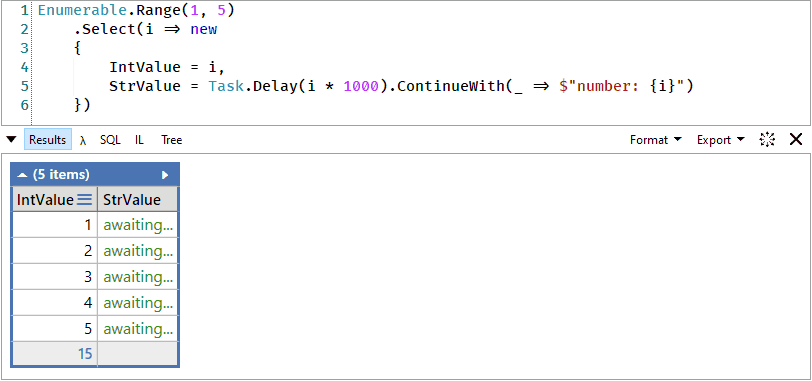 1 Enumerable.Range(1, 5)
2 .Select(i => new
3 {
4 IntValue = i,
5 StrValue = Task.Delay(i * 1000).ContinueWith(_ => $"number: {i}")
6 })
Results λ SQL IL Tree Format Export
(5 items)
IntValue StrValue
1 awaiting...
2 awaiting...
3 awaiting...
4 awaiting...
5 awaiting...
15